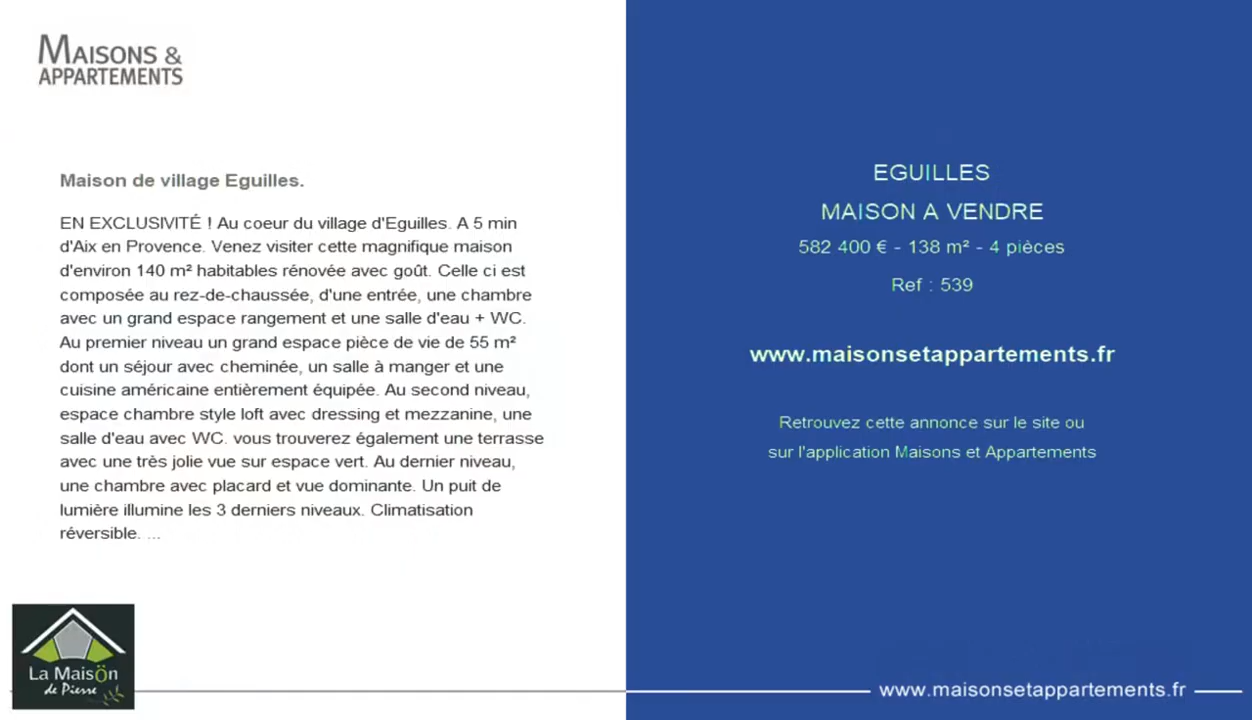 MAISONS &
APPARTEMENTS
Maison de village Eguilles.
EN EXCLUSIVITÉ ! Au coeur du village d'Eguilles. A 5 min
d'Aix en Provence. Venez visiter cette magnifique maison
d'environ 140 m² habitables rénovée avec goût. Celle ci est
composée au rez-de-chaussée, d'une entrée, une chambre
avec un grand espace rangement et une salle d'eau + WC.
Au premier niveau un grand espace pièce de vie de 55 m²
dont un séjour avec cheminée, un salle à manger et une
cuisine américaine entièrement équipée. Au second niveau,
espace chambre style loft avec dressing et mezzanine, une
salle d'eau avec WC. vous trouverez également une terrasse
avec une très jolie vue sur espace vert. Au dernier niveau,
une chambre avec placard et vue dominante. Un puit de
lumière illumine les 3 derniers niveaux. Climatisation
réversible. ...
La Maisön
de Pierre
EGUILLES
MAISON A VENDRE
582 400 € - 138 m² - 4 pièces
Ref : 539
www.maisonsetappartements.fr
Retrouvez cette annonce sur le site ou
sur l'application Maisons et Appartements
www.maisonsetappartements.fr